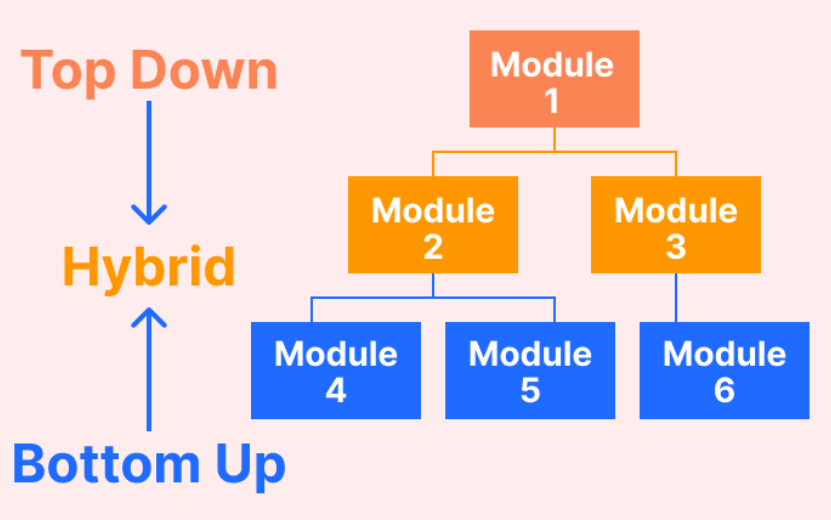 Top Down
Hybrid
Bottom Up
Module
1
Module
2
Module
3
Module
4
Module
5
Module
6